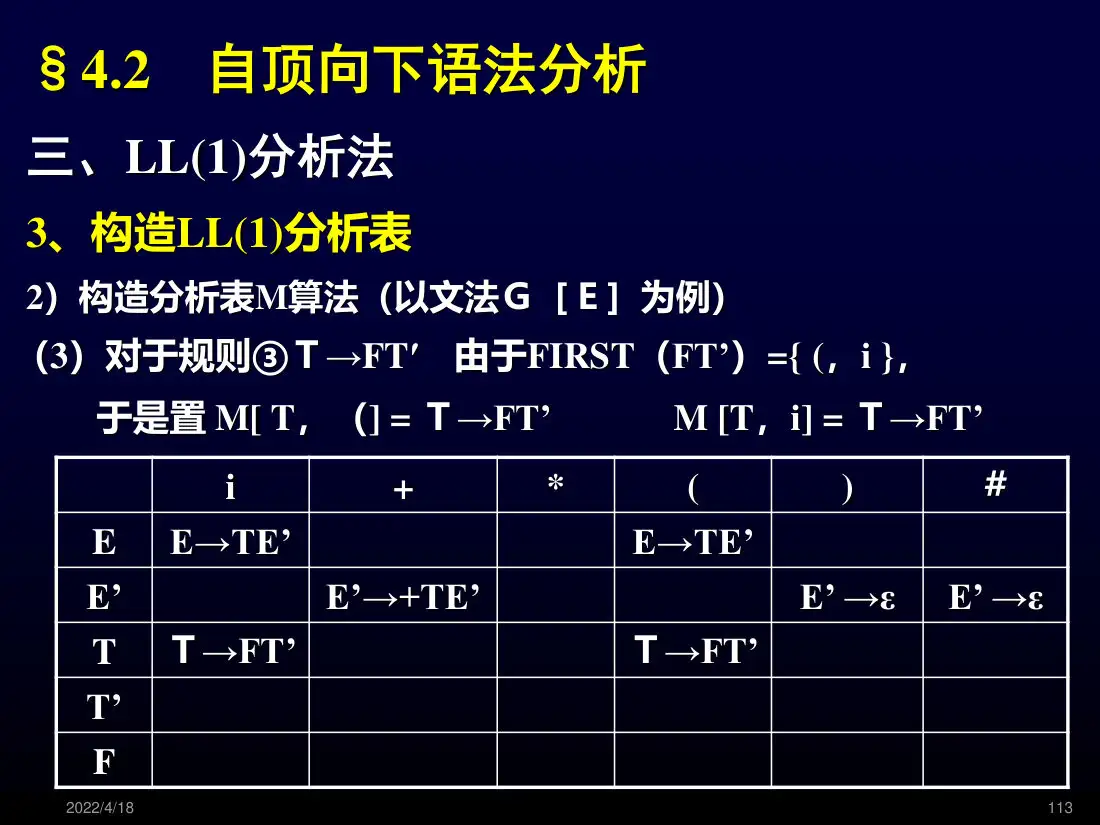 §4.2 自顶向下语法分析
三、LL(1)分析法
3、构造LL(1)分析表
2）构造分析表M算法（以文法G［E］为例）
（3）对于规则③T→FT′ 由于FIRST（FT’）={ (，i }，
于是置 M[ T，（] = T→FT’ M [T，i] = T→FT’
i + * ( ) #
E E→TE’ E→TE’
E’ E’→+TE’ E’→ε E’→ε
T T→FT’ T→FT’
T’
F
2022/4/18 113